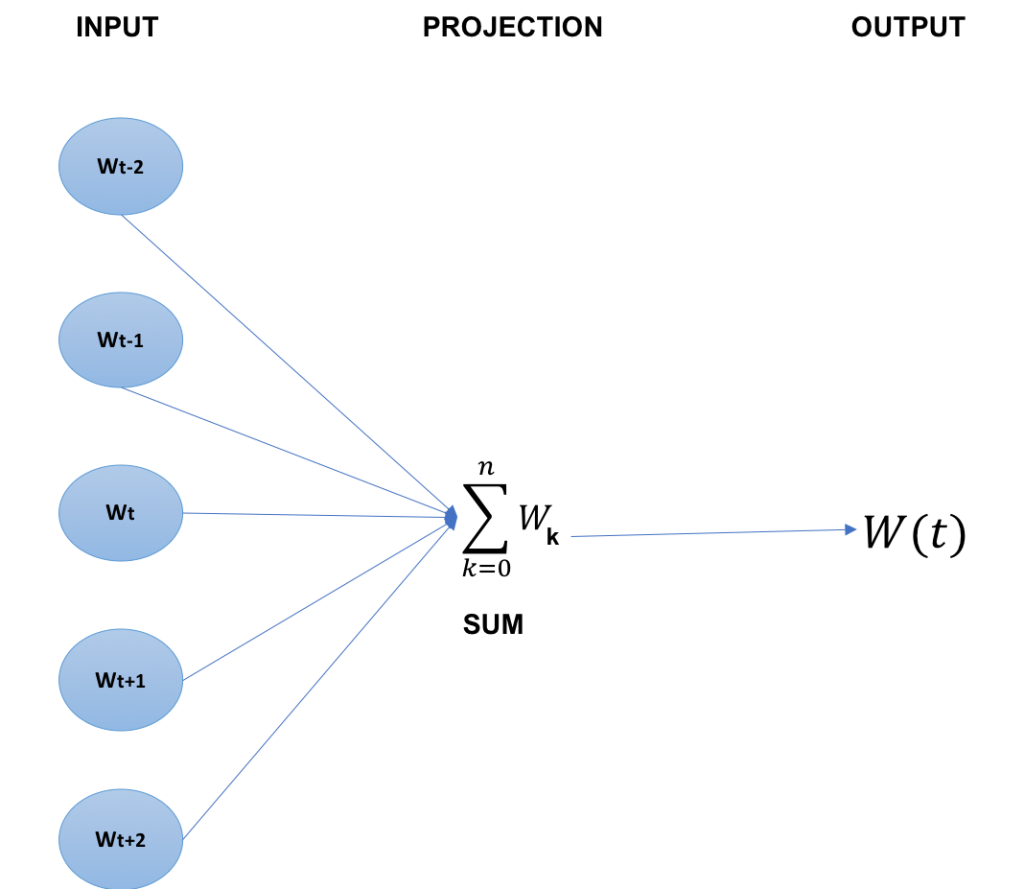 INPUT PROJECTION OUTPUT
Wt-2
Wt-1
Wt
Wt+1
Wt+2
n
∑ Wk
k=0
SUM
W(t)